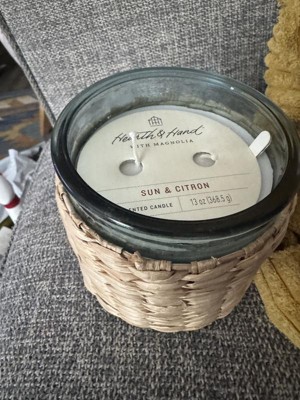 Hearth & Hand
WITH MAGNOLIA
SUN & CITRON
SCENTED CANDLE
13 oz (368.5 g)